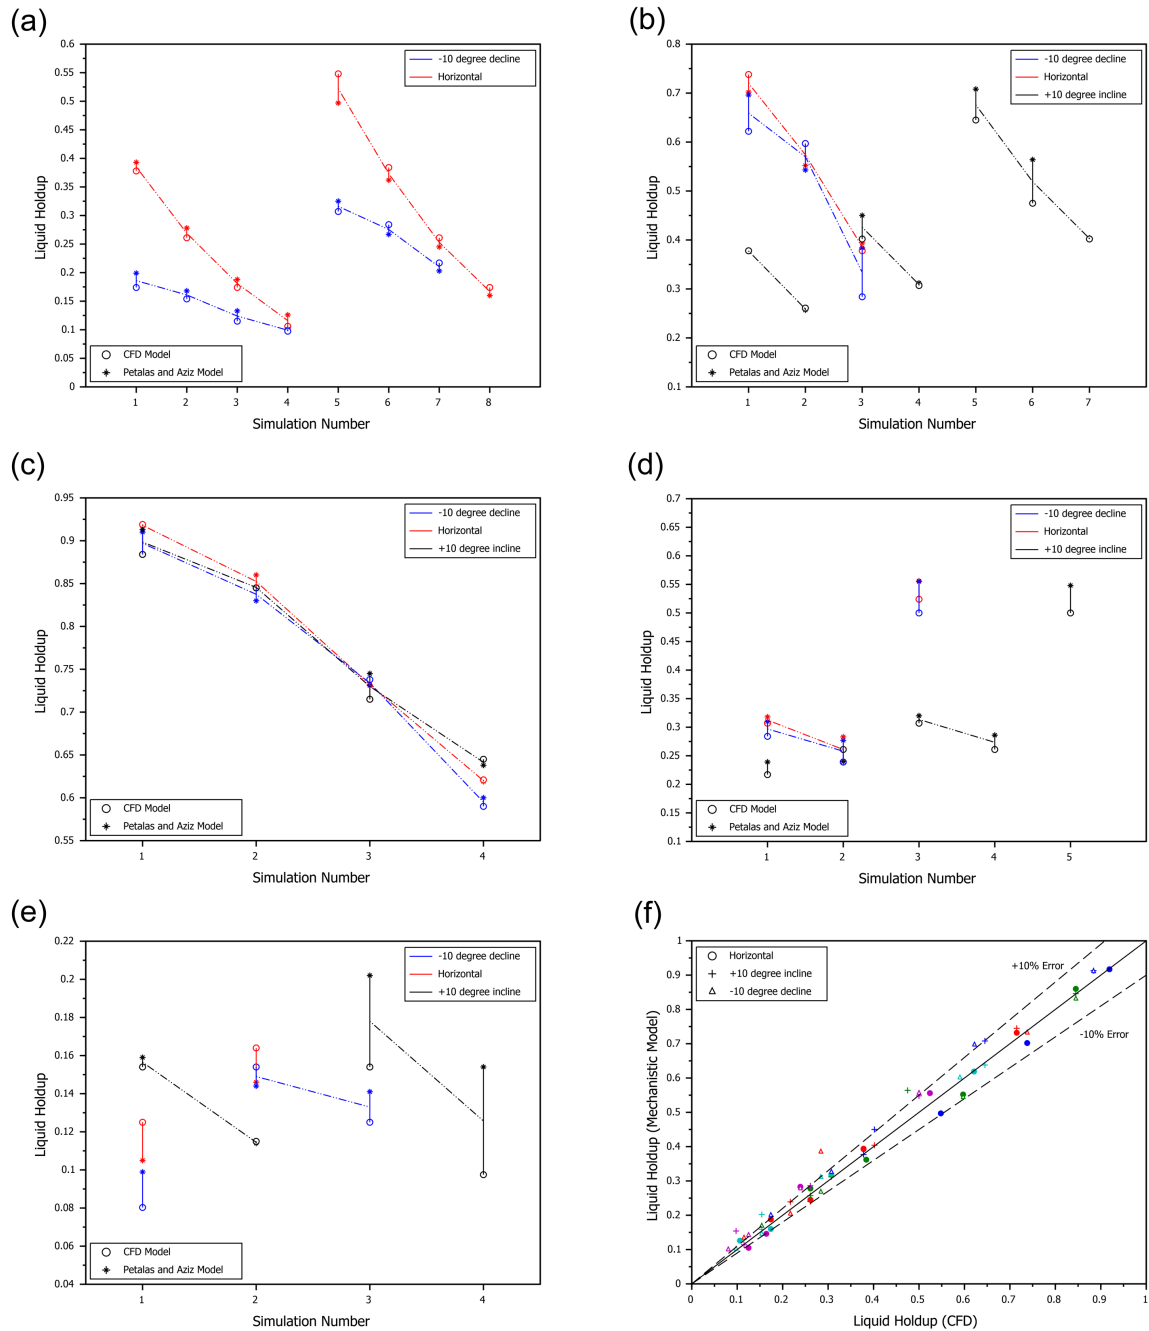 (a)
0.6
0.55
0.5
0.45
0.4
0.35
0.3
0.25
0.2
0.15
0.1
0.05
0
Liquid Holdup
-10 degree decline
Horizontal
CFD Model
Petalas and Aziz Model
1 2 3 4 5 6 7 8
Simulation Number
(b)
0.8
0.7
0.6
0.5
0.4
0.3
0.2
0.1
Liquid Holdup
-10 degree decline
Horizontal
+10 degree incline
CFD Model
Petalas and Aziz Model
1 2 3 4 5 6 7
Simulation Number
(c)
0.95
0.9
0.85
0.8
0.75
0.7
0.65
0.6
0.55
Liquid Holdup
-10 degree decline
Horizontal
+10 degree incline
CFD Model
Petalas and Aziz Model
1 2 3 4
Simulation Number
(d)
0.7
0.65
0.6
0.55
0.5
0.45
0.4
0.35
0.3
0.25
0.2
0.15
0.1
Liquid Holdup
-10 degree decline
Horizontal
+10 degree incline
CFD Model
Petalas and Aziz Model
1 2 3 4 5
Simulation Number
(e)
0.22
0.2
0.18
0.16
0.14
0.12
0.1
0.08
0.06
0.04
Liquid Holdup
-10 degree decline
Horizontal
+10 degree incline
CFD Model
Petalas and Aziz Model
1 2 3 4
Simulation Number
(f)
1
0.9
0.8
0.7
0.6
0.5
0.4
0.3
0.2
0.1
0
Liquid Holdup (Mechanistic Model)
Horizontal
+10 degree incline
-10 degree decline
+10% Error
-10% Error
0 0.1 0.2 0.3 0.4 0.5 0.6 0.7 0.8 0.9 1
Liquid Holdup (CFD)